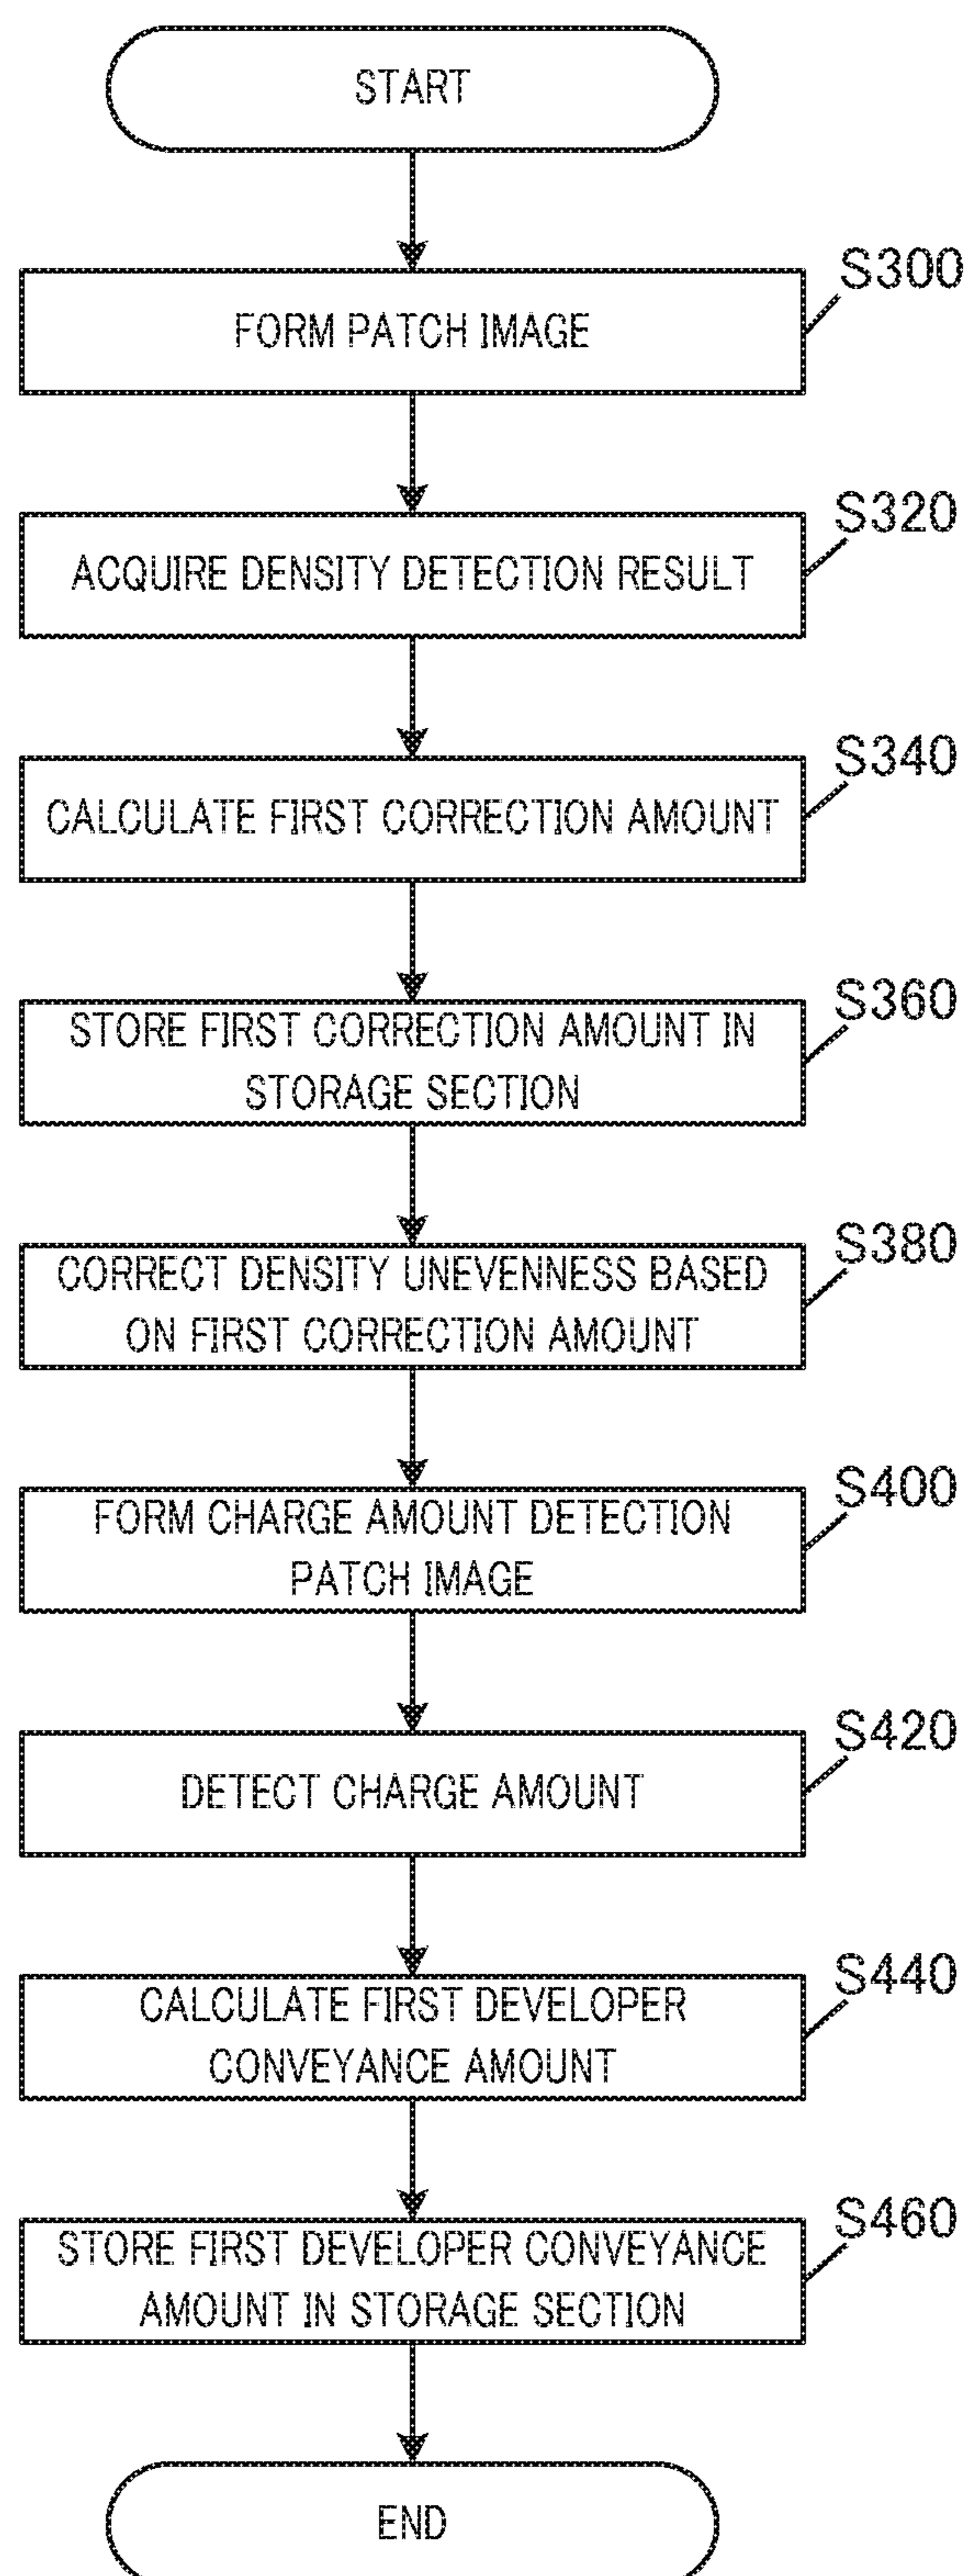 START
S300
FORM PATCH IMAGE
S320
ACQUIRE DENSITY DETECTION RESULT
S340
CALCULATE FIRST CORRECTION AMOUNT
S360
STORE FIRST CORRECTION AMOUNT IN
STORAGE SECTION
S380
CORRECT DENSITY UNEVENNESS BASED
ON FIRST CORRECTION AMOUNT
S400
FORM CHARGE AMOUNT DETECTION
PATCH IMAGE
S420
DETECT CHARGE AMOUNT
S440
CALCULATE FIRST DEVELOPER
CONVEYANCE AMOUNT
S460
STORE FIRST DEVELOPER CONVEYANCE
AMOUNT IN STORAGE SECTION
END